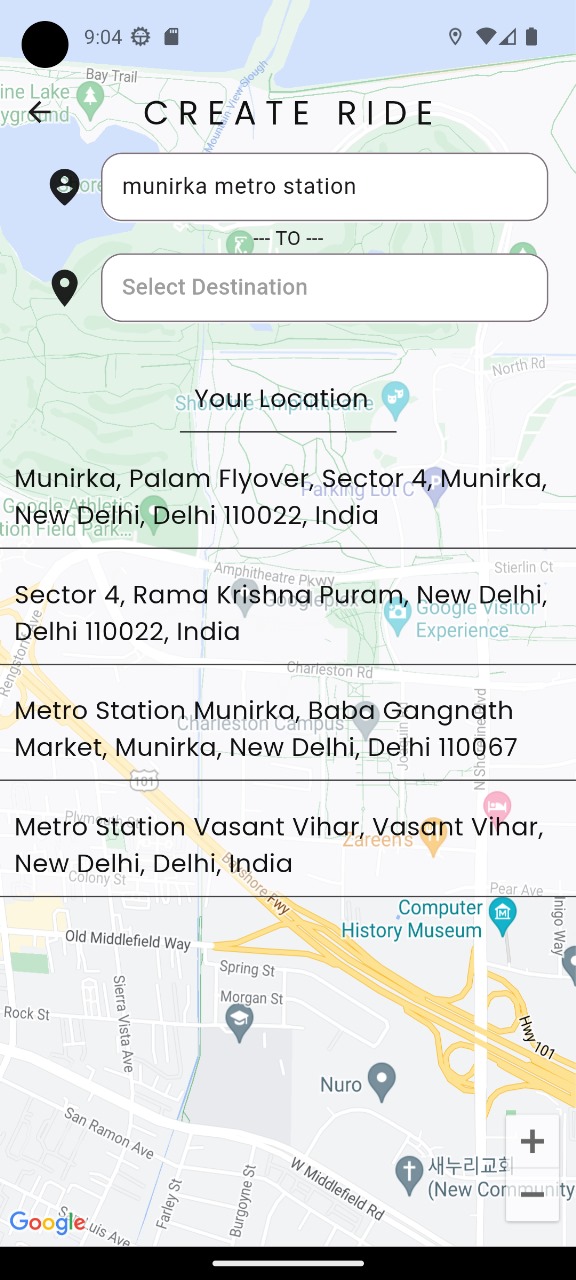 9:04
Bay Trail
Mountain View Slough
CREATE RIDE
munirka metro station
--- TO ---
Select Destination
North Rd
Your Location
Shoreline Amphitheatre
Munirka, Palam Flyover, Sector 4, Munirka,
New Delhi, Delhi 110022, India
Parking Lot C
Google Athletic
tion Field Park...
Amphitheatre Pkwy
Stierlin Ct
Sector 4, Rama Krishna Puram, New Delhi,
Delhi 110022, India
Googleplex
Google Visitor
Experience
Charleston Rd
Metro Station Munirka, Baba Gangnath
Market, Munirka, New Delhi, Delhi 110067
Charleston Campus
N Shoreline Blvd
101
Metro Station Vasant Vihar, Vasant Vihar,
New Delhi, Delhi, India
Zareen's
Colony St
Bayshore Fwy
Pear Ave
Computer
History Museum
Inigo Way
Old Middlefield Way
Spring St
Sierra Vista Ave
Morgan St
Rock St
Hwy 101
Nuro
San Ramon Ave
W Middlefield Rd
Farley St
Burgoyne St
새누리교회
(New Community
Google
Luis Ave
+
−